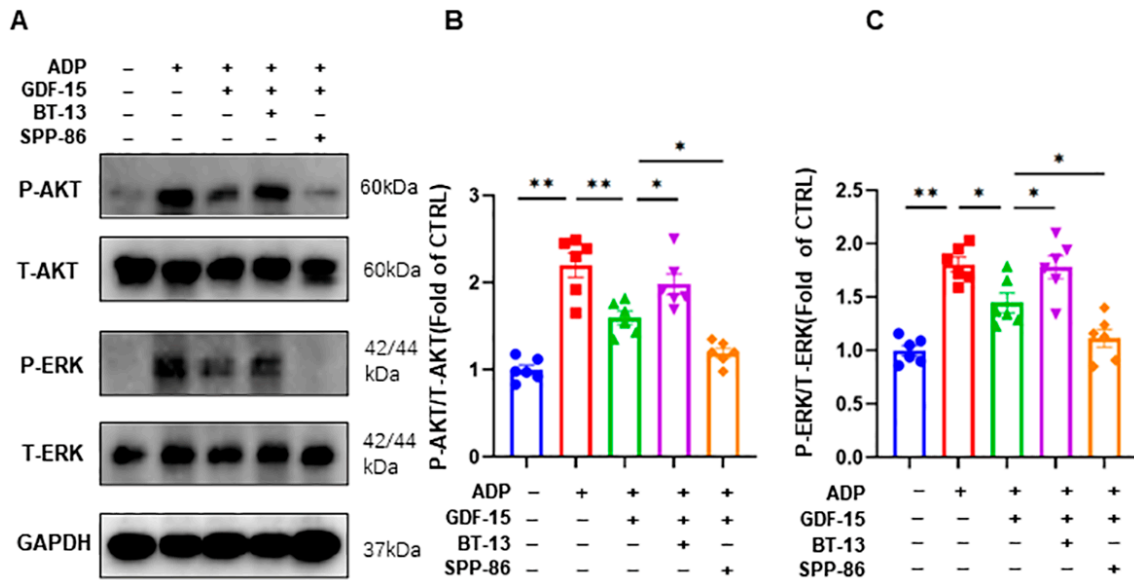 A
ADP – + + + +
GDF-15 – – + + +
BT-13 – – – + –
SPP-86 – – – – +
P-AKT 60kDa
T-AKT 60kDa
P-ERK 42/44
kDa
T-ERK 42/44
kDa
GAPDH 37kDa
B
P-AKT/T-AKT(Fold of CTRL)
3
2
1
0
** ** * *
ADP – + + + +
GDF-15 – – + + +
BT-13 – – – + –
SPP-86 – – – – +
C
P-ERK/T-ERK(Fold of CTRL)
2.5
2.0
1.5
1.0
0.5
0.0
** * * *
ADP – + + + +
GDF-15 – – + + +
BT-13 – – – + –
SPP-86 – – – – +